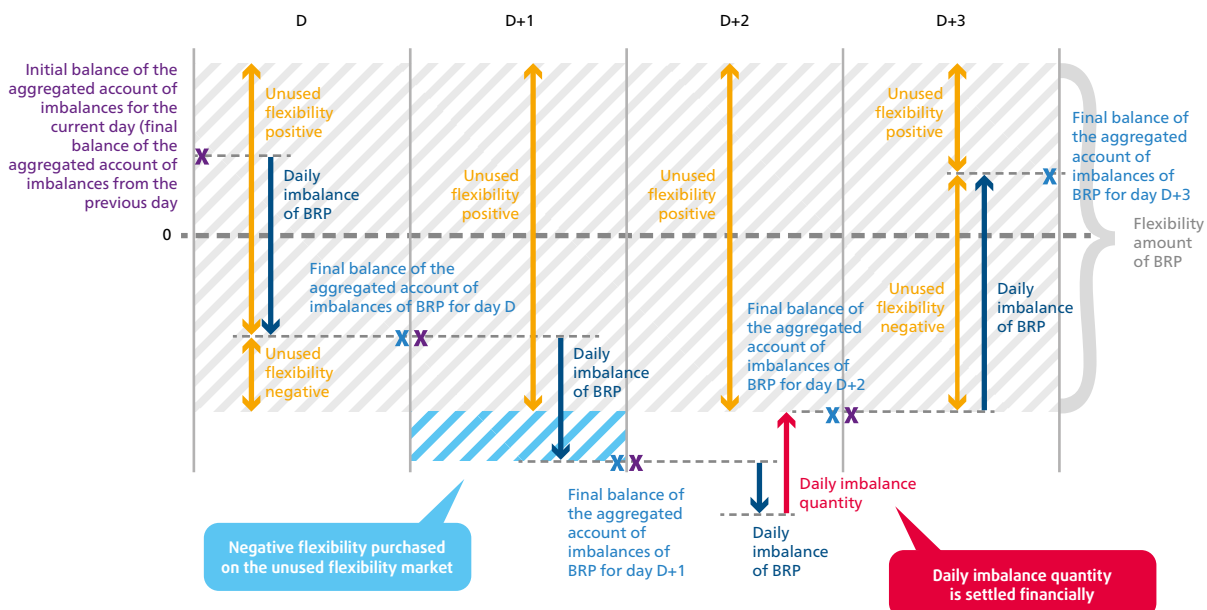 D
D+1
D+2
D+3
Initial balance of the
aggregated account of
imbalances for the
current day (final
balance of the
aggregated account of
imbalances from the
previous day
Unused
flexibility
positive
X
Daily
imbalance
of BRP
Unused
flexibility
positive
Unused
flexibility
positive
Unused
flexibility
positive
Final balance of
the aggregated
account of
imbalances of
BRP for day D+3
X
0
Flexibility
amount
of BRP
Final balance of the
aggregated account of
imbalances of BRP for day D
X X
Unused
flexibility
negative
Daily
imbalance
of BRP
Final balance of
the aggregated
account of
imbalances of
BRP for day D+2
X X
Unused
flexibility
negative
Daily
imbalance
of BRP
X X
Final balance of
the aggregated
account of
imbalances of
BRP for day D+1
Daily
imbalance
of BRP
Daily imbalance
quantity
Negative flexibility purchased
on the unused flexibility market
Daily imbalance quantity
is settled financially